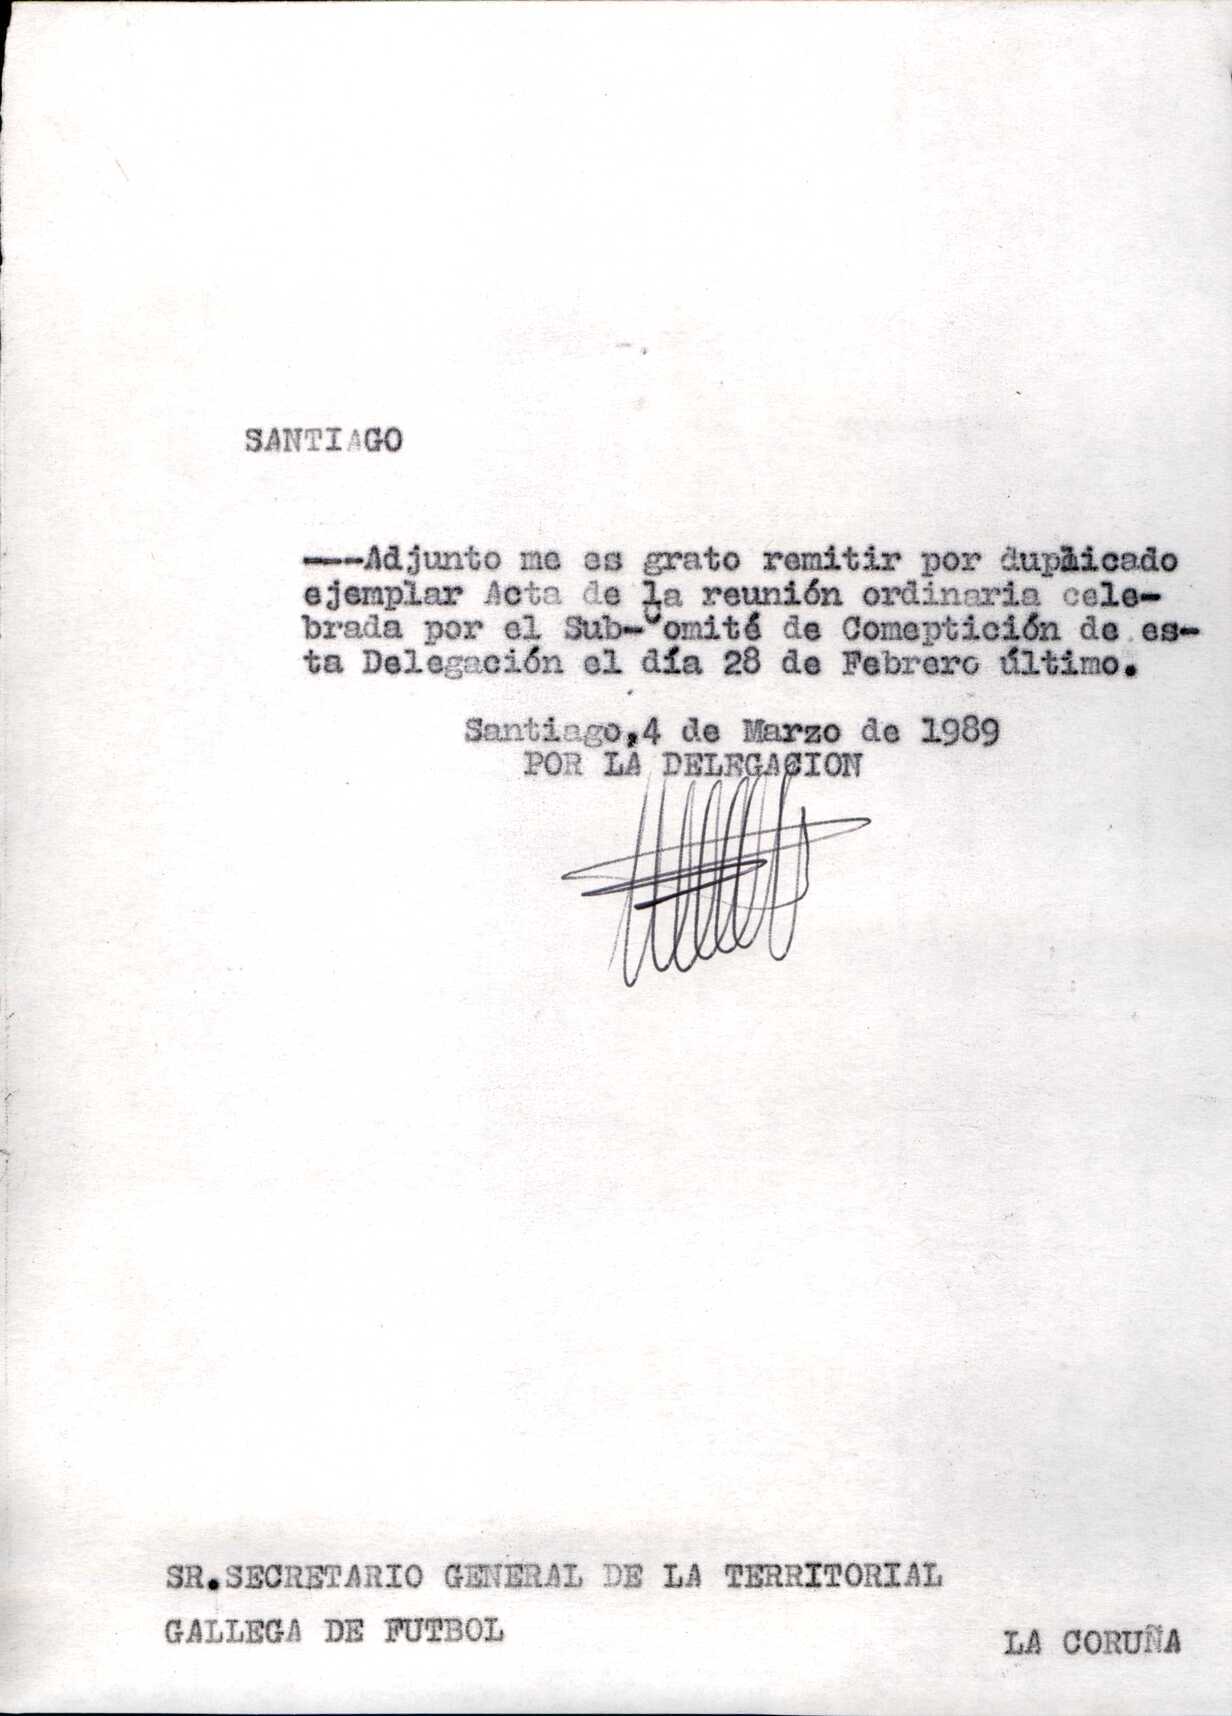 SANTIAGO
----Adjunto me es grato remitir por duplicado
ejemplar Acta de la reunión ordinaria cele-
brada por el Sub-Comité de Comeptición de es-
ta Delegación el día 28 de Febrero último.
Santiago,4 de Marzo de 1989
POR LA DELEGACION
SR.SECRETARIO GENERAL DE LA TERRITORIAL
GALLEGA DE FUTBOL
LA CORUÑA